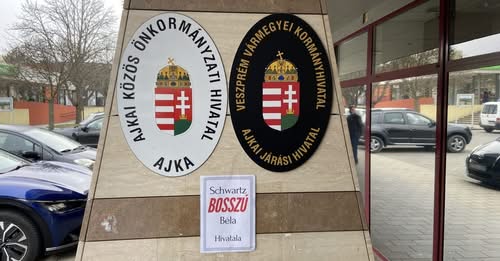 AJKAI KÖZÖS ÖNKORMÁNYZATI HIVATAL
AJKA
VESZPRÉM VÁRMEGYEI KORMÁNYHIVATAL
AJKAI JÁRÁSI HIVATAL
Schwartz
BOSSZÚ
Béla
Hivatala